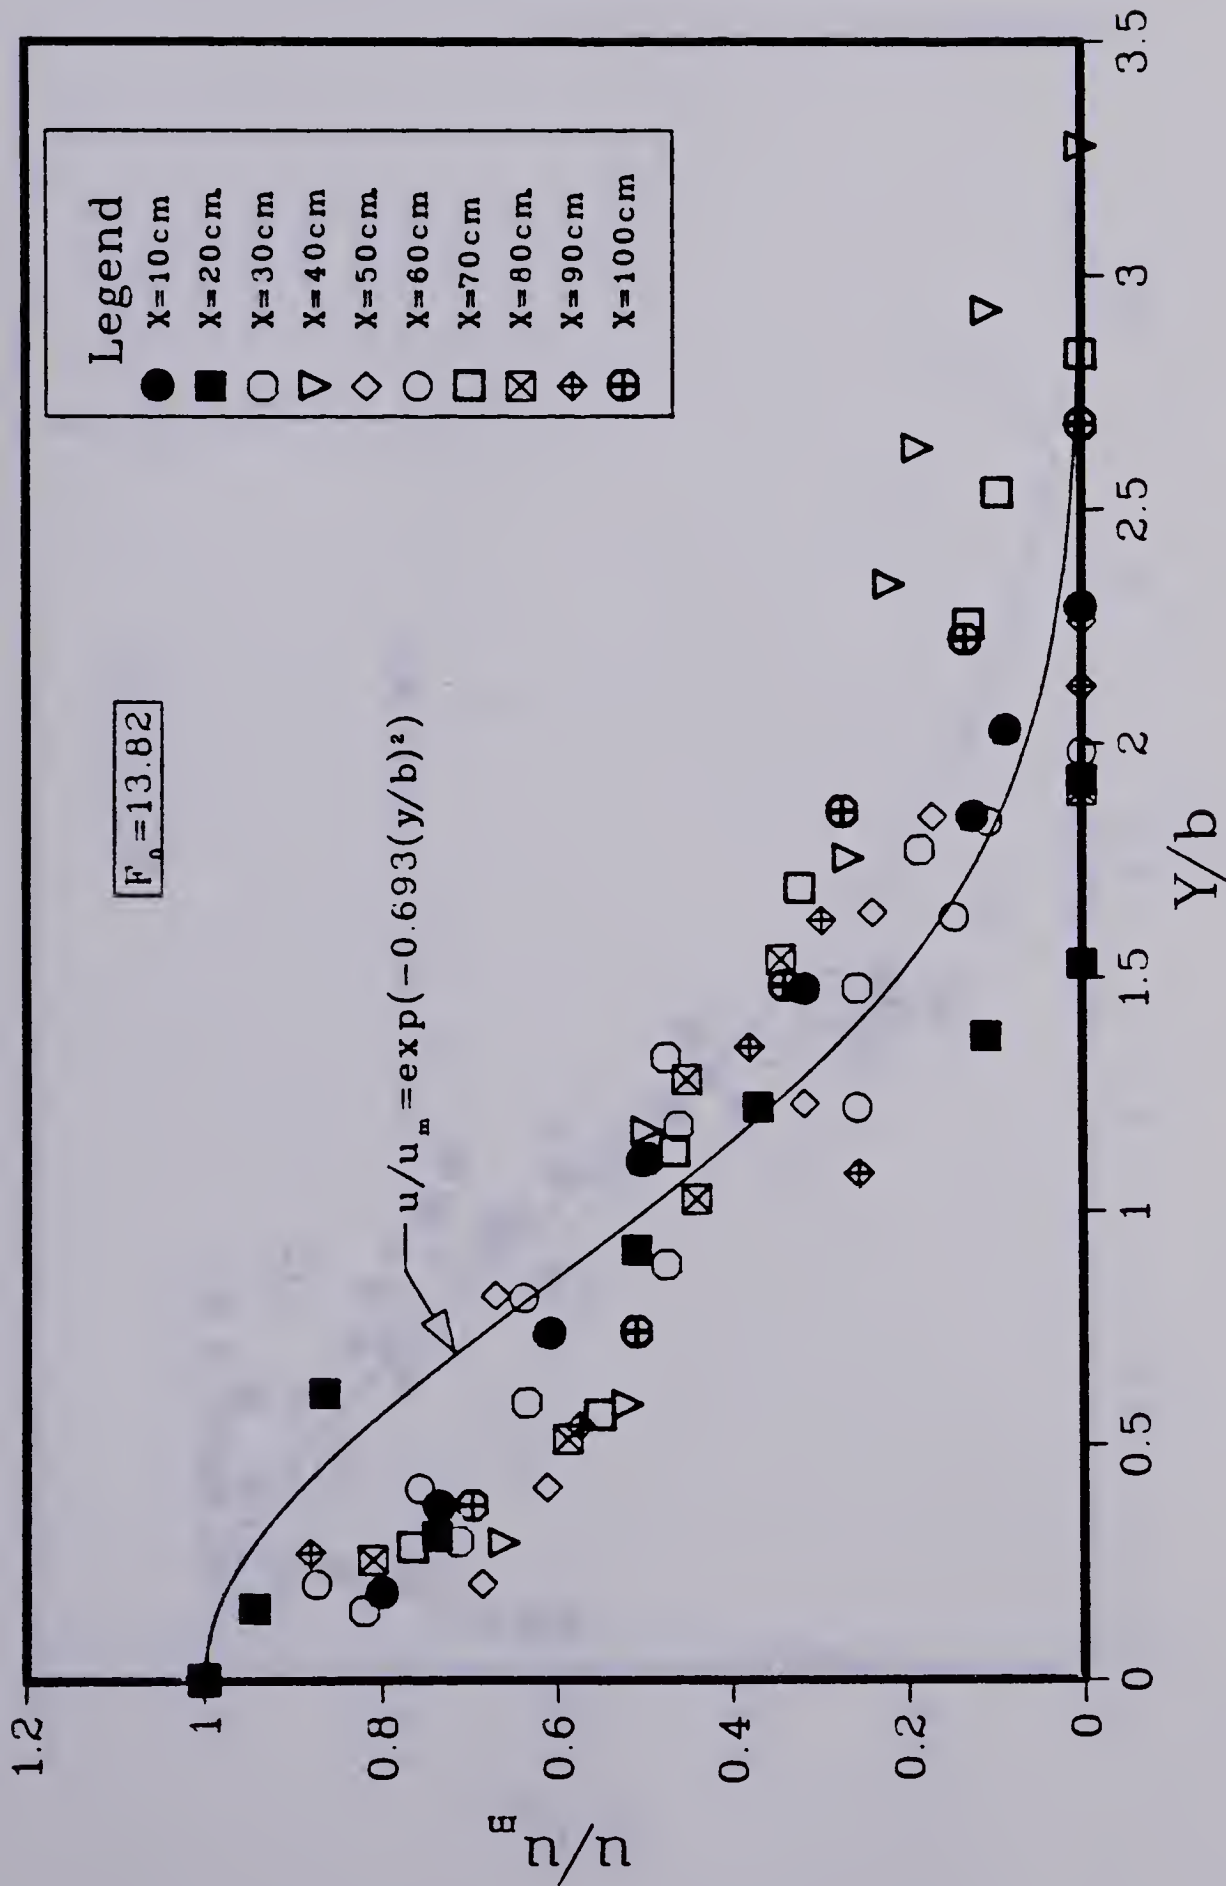 F₀=13.82
u/uₘ=exp(−0.693(y/b)²)
Legend
X=10cm
X=20cm
X=30cm
X=40cm
X=50cm
X=60cm
X=70cm
X=80cm
X=90cm
X=100cm
u/uₘ
1.2
1
0.8
0.6
0.4
0.2
0
0
0.5
1
1.5
2
2.5
3
3.5
Y/b